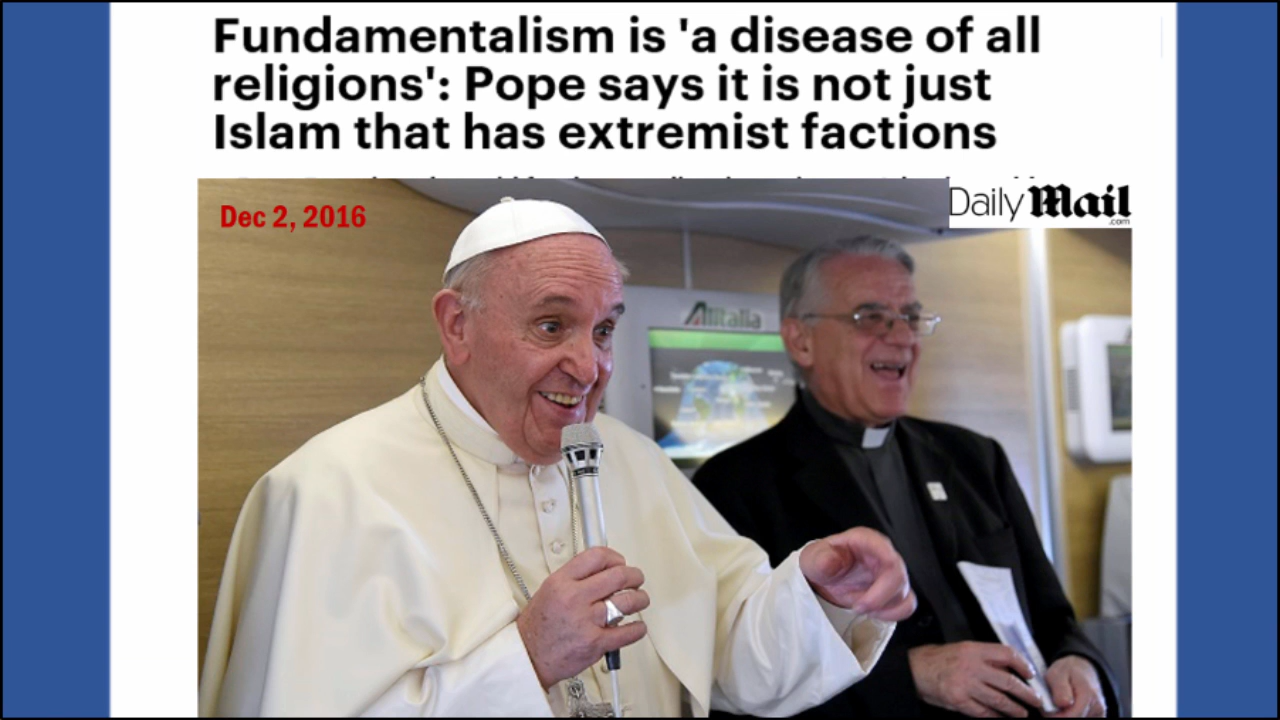 Fundamentalism is 'a disease of all
religions': Pope says it is not just
Islam that has extremist factions
Dec 2, 2016
Daily Mail
.com
Alitalia